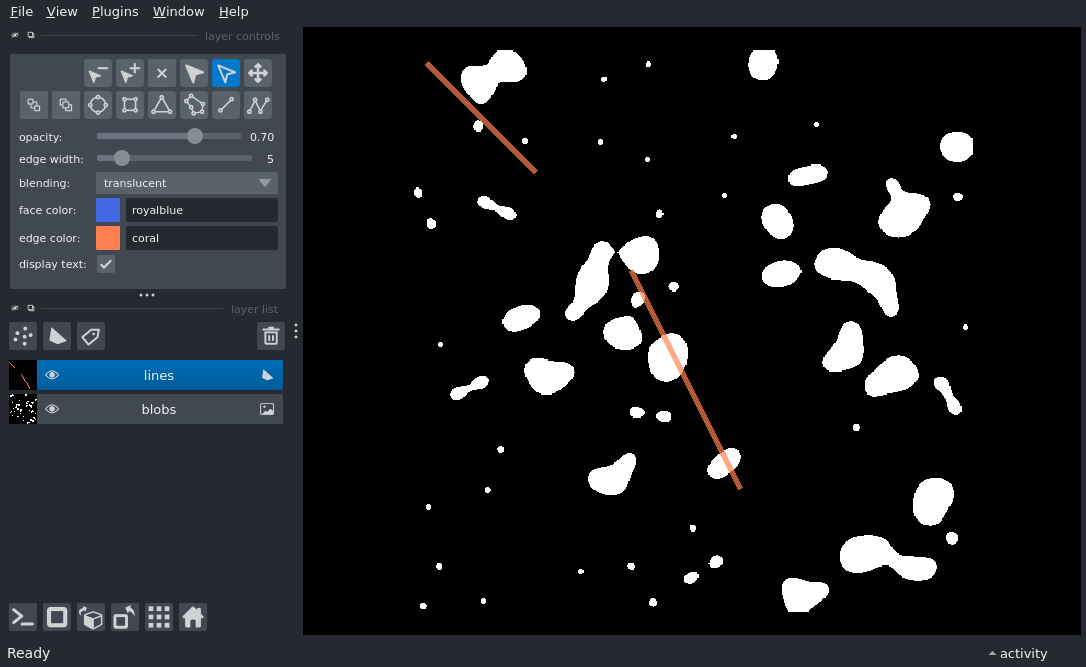 File View Plugins Window Help
layer controls
opacity: 0.70
edge width: 5
blending: translucent
face color: royalblue
edge color: coral
display text:
layer list
lines
blobs
Ready
activity